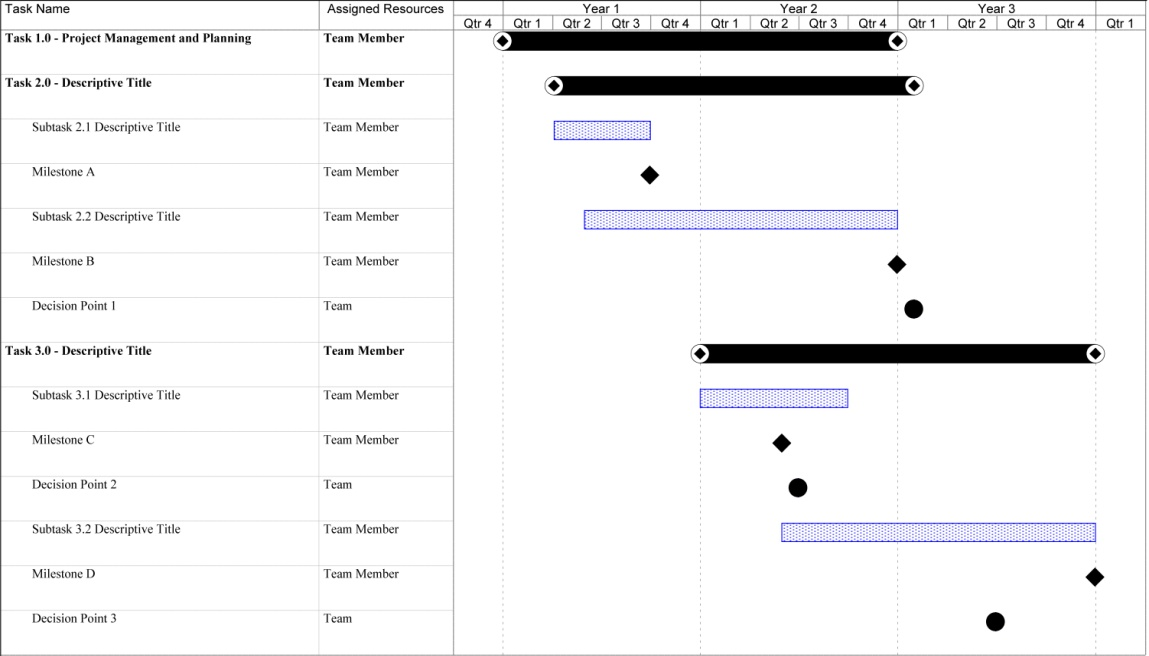 Task Name Assigned Resources Year 1 Year 2 Year 3
Qtr 4 Qtr 1 Qtr 2 Qtr 3 Qtr 4 Qtr 1 Qtr 2 Qtr 3 Qtr 4 Qtr 1 Qtr 2 Qtr 3 Qtr 4 Qtr 1
Task 1.0 - Project Management and Planning Team Member
Task 2.0 - Descriptive Title Team Member
Subtask 2.1 Descriptive Title Team Member
Milestone A Team Member
Subtask 2.2 Descriptive Title Team Member
Milestone B Team Member
Decision Point 1 Team
Task 3.0 - Descriptive Title Team Member
Subtask 3.1 Descriptive Title Team Member
Milestone C Team Member
Decision Point 2 Team
Subtask 3.2 Descriptive Title Team Member
Milestone D Team Member
Decision Point 3 Team